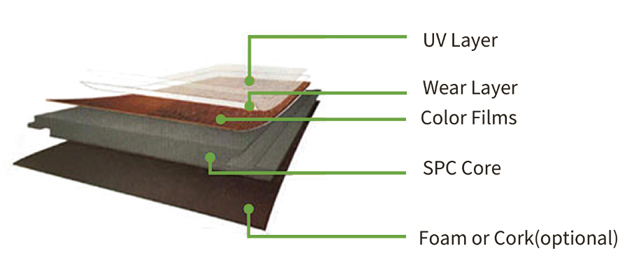 UV Layer
Wear Layer
Color Films
SPC Core
Foam or Cork(optional)